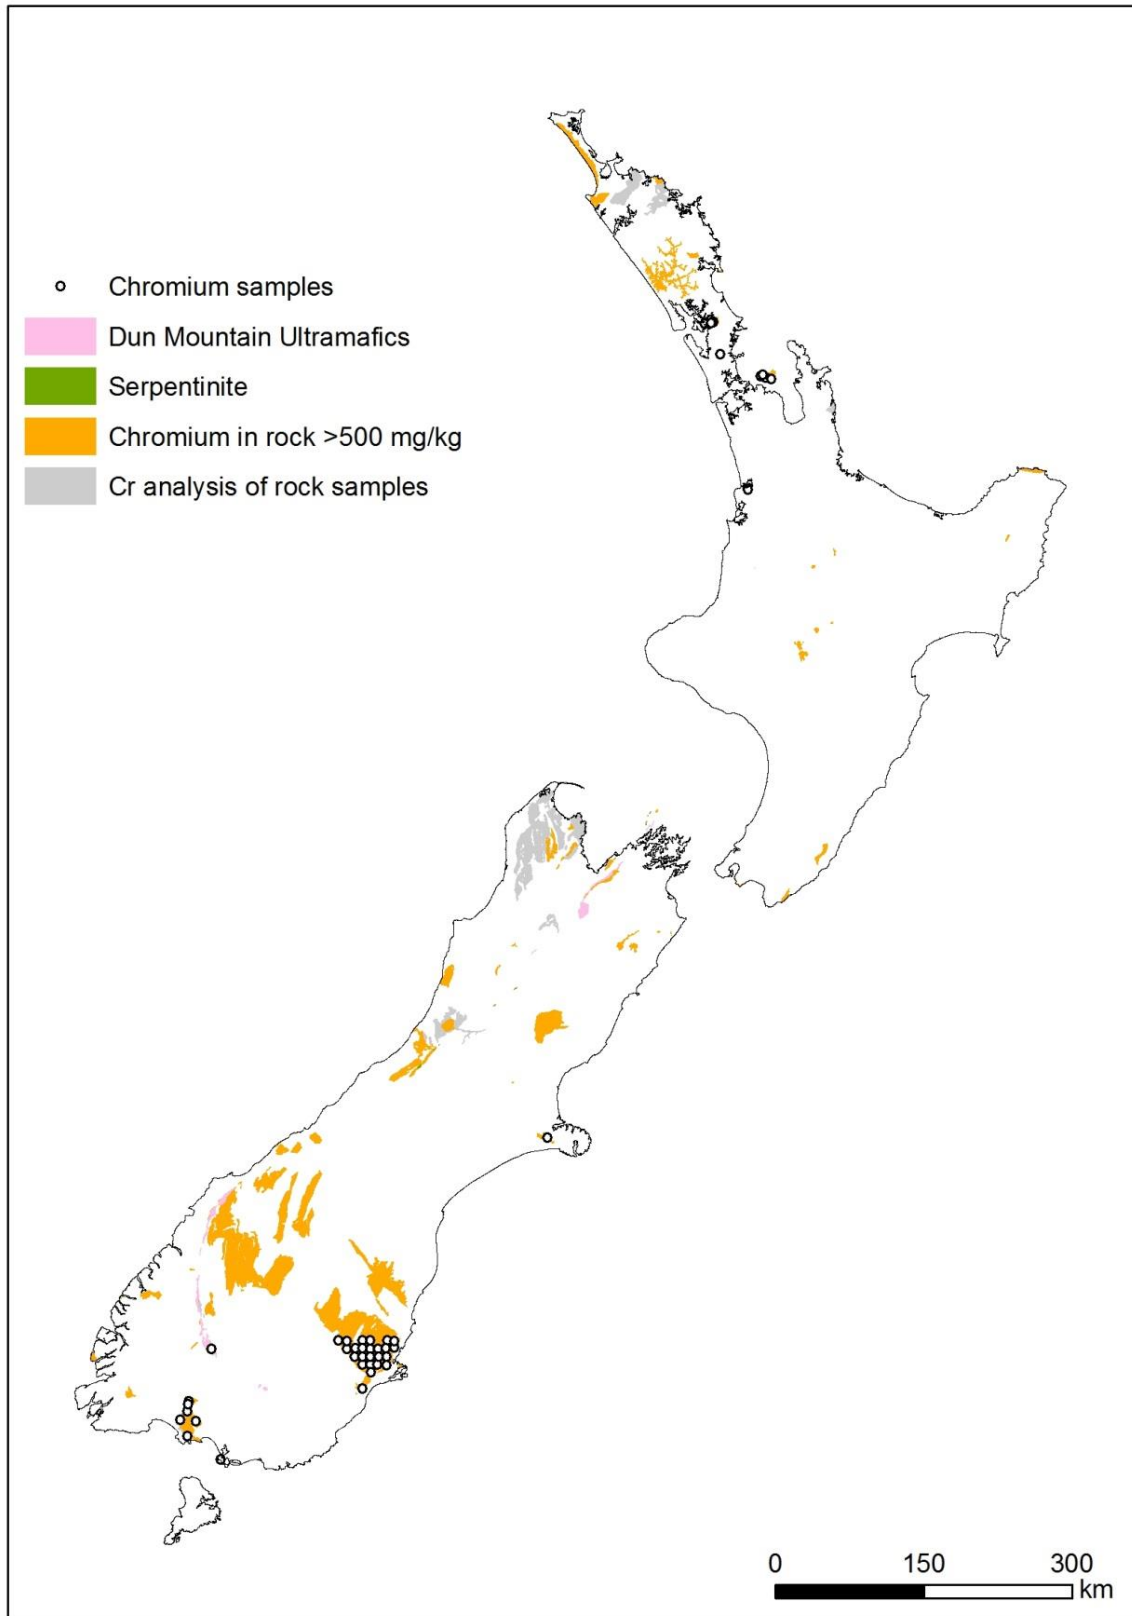 Chromium samples
Dun Mountain Ultramafics
Serpentinite
Chromium in rock >500 mg/kg
Cr analysis of rock samples
0 150 300
km